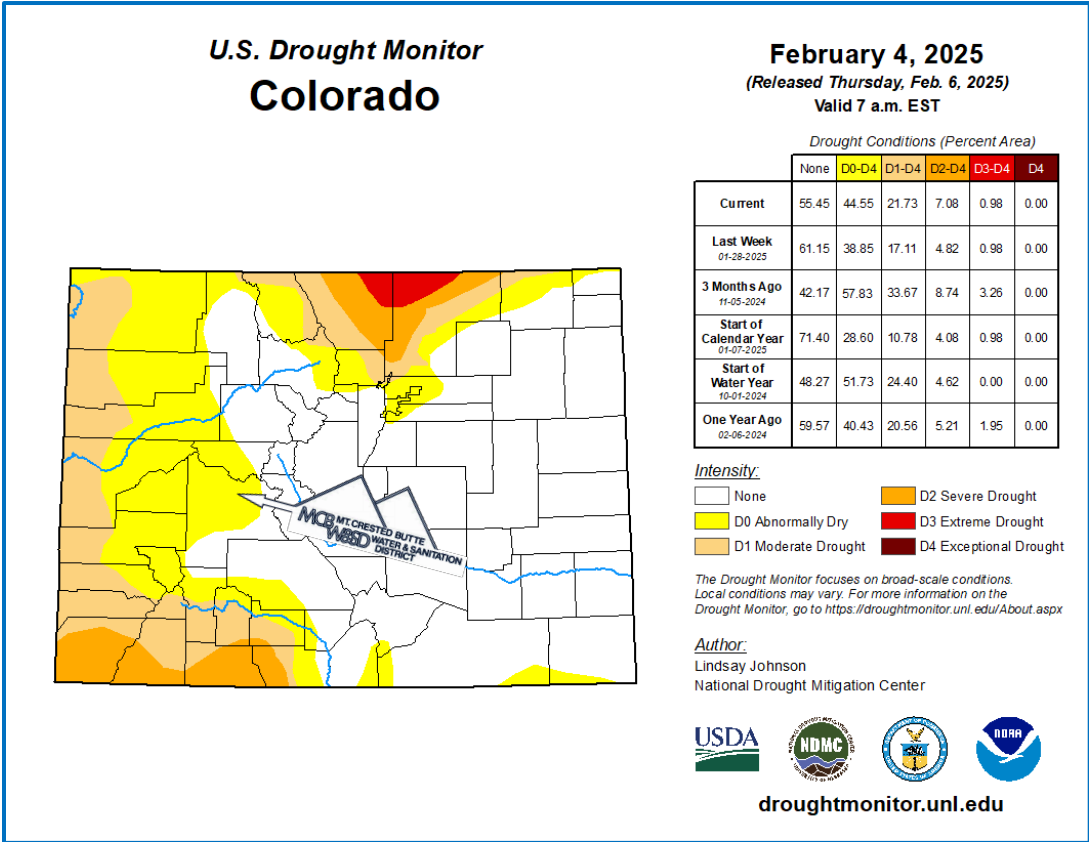 U.S. Drought Monitor
Colorado
February 4, 2025
(Released Thursday, Feb. 6, 2025)
Valid 7 a.m. EST
Drought Conditions (Percent Area)
None D0-D4 D1-D4 D2-D4 D3-D4 D4
Current 55.45 44.55 21.73 7.08 0.98 0.00
Last Week
01-28-2025 61.15 38.85 17.11 4.82 0.98 0.00
3 Months Ago
11-05-2024 42.17 57.83 33.67 8.74 3.26 0.00
Start of
Calendar Year
01-07-2025 71.40 28.60 10.78 4.08 0.98 0.00
Start of
Water Year
10-01-2024 48.27 51.73 24.40 4.62 0.00 0.00
One Year Ago
02-06-2024 59.57 40.43 20.56 5.21 1.95 0.00
Intensity:
None
D0 Abnormally Dry
D1 Moderate Drought
D2 Severe Drought
D3 Extreme Drought
D4 Exceptional Drought
MCB
W&SD
MT. CRESTED BUTTE
WATER & SANITATION
DISTRICT
The Drought Monitor focuses on broad-scale conditions.
Local conditions may vary. For more information on the
Drought Monitor, go to https://droughtmonitor.unl.edu/About.aspx
Author:
Lindsay Johnson
National Drought Mitigation Center
USDA
NDMC
NOAA
droughtmonitor.unl.edu